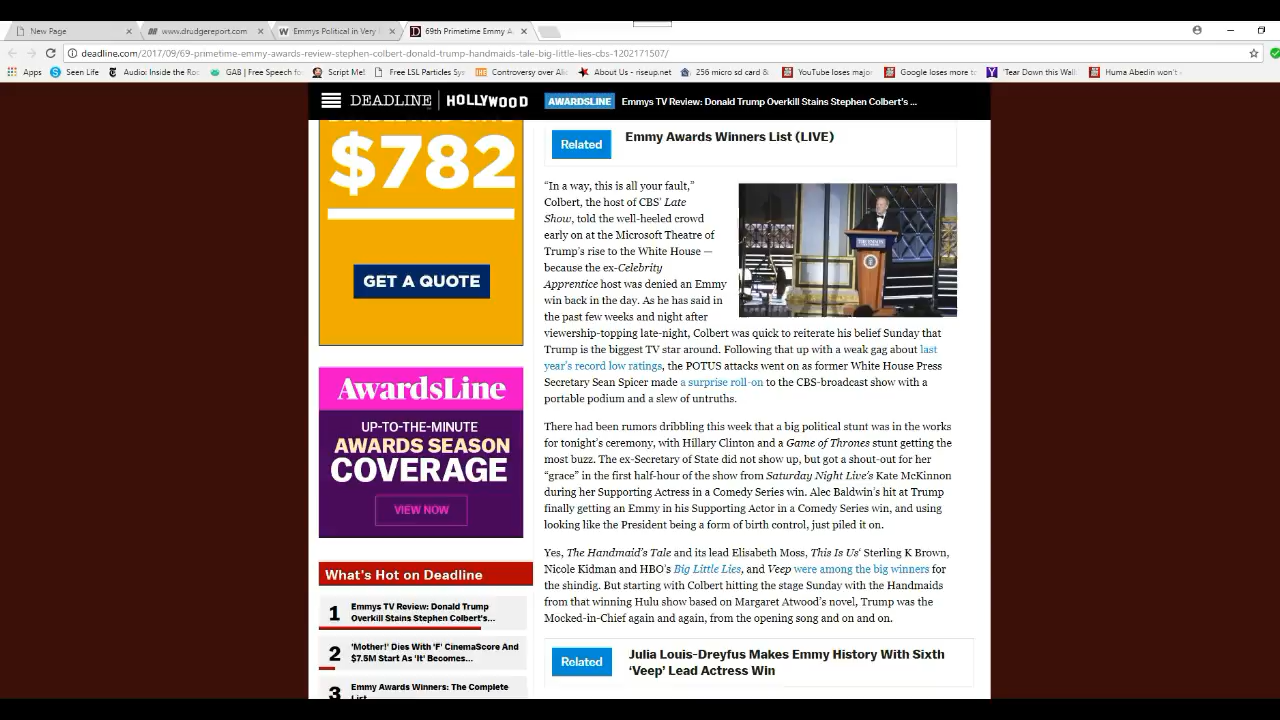 New Page
www.drudgereport.com
Emmys Political in Very
69th Primetime Emmy A
deadline.com/2017/09/69-primetime-emmy-awards-review-stephen-colbert-donald-trump-handmaids-tale-big-little-lies-cbs-1202171507/
Apps
Seen Life
Audio: Inside the Ro
GAB | Free Speech fo
Script Me!
Free LSL Particles Sy
Controversy over Ali
About Us - riseup.net
256 micro sd card &
YouTube loses major
Google loses more to
'Tear Down this Wall
Huma Abedin won't
DEADLINE | HOLLYWOOD
AWARDSLINE
Emmys TV Review: Donald Trump Overkill Stains Stephen Colbert's ...
$782
GET A QUOTE
AwardsLine
UP-TO-THE-MINUTE
AWARDS SEASON
COVERAGE
VIEW NOW
What's Hot on Deadline
1
Emmys TV Review: Donald Trump
Overkill Stains Stephen Colbert's...
2
'Mother!' Dies With 'F' CinemaScore And
$7.5M Start As 'It' Becomes...
3
Emmy Awards Winners: The Complete
List
Related
Emmy Awards Winners List (LIVE)
“In a way, this is all your fault,”
Colbert, the host of CBS’ Late
Show, told the well-heeled crowd
early on at the Microsoft Theatre of
Trump’s rise to the White House —
because the ex-Celebrity
Apprentice host was denied an Emmy
win back in the day. As he has said in
the past few weeks and night after
viewership-topping late-night, Colbert was quick to reiterate his belief Sunday that
Trump is the biggest TV star around. Following that up with a weak gag about last
year’s record low ratings, the POTUS attacks went on as former White House Press
Secretary Sean Spicer made a surprise roll-on to the CBS-broadcast show with a
portable podium and a slew of untruths.
There had been rumors dribbling this week that a big political stunt was in the works
for tonight’s ceremony, with Hillary Clinton and a Game of Thrones stunt getting the
most buzz. The ex-Secretary of State did not show up, but got a shout-out for her
“grace” in the first half-hour of the show from Saturday Night Live’s Kate McKinnon
during her Supporting Actress in a Comedy Series win. Alec Baldwin’s hit at Trump
finally getting an Emmy in his Supporting Actor in a Comedy Series win, and using
looking like the President being a form of birth control, just piled it on.
Yes, The Handmaid’s Tale and its lead Elisabeth Moss, This Is Us‘ Sterling K Brown,
Nicole Kidman and HBO’s Big Little Lies, and Veep were among the big winners for
the shindig. But starting with Colbert hitting the stage Sunday with the Handmaids
from that winning Hulu show based on Margaret Atwood’s novel, Trump was the
Mocked-in-Chief again and again, from the opening song and on and on.
Related
Julia Louis-Dreyfus Makes Emmy History With Sixth
‘Veep’ Lead Actress Win